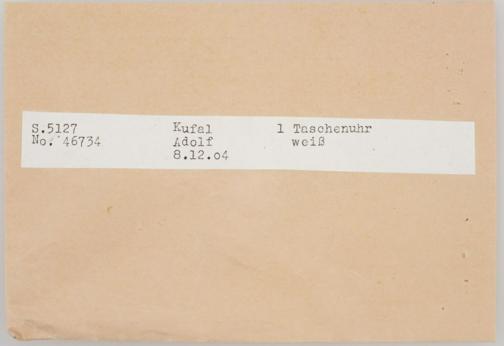 S.5127 Kufal 1 Taschenuhr
No. 46734 Adolf weiß
8.12.04